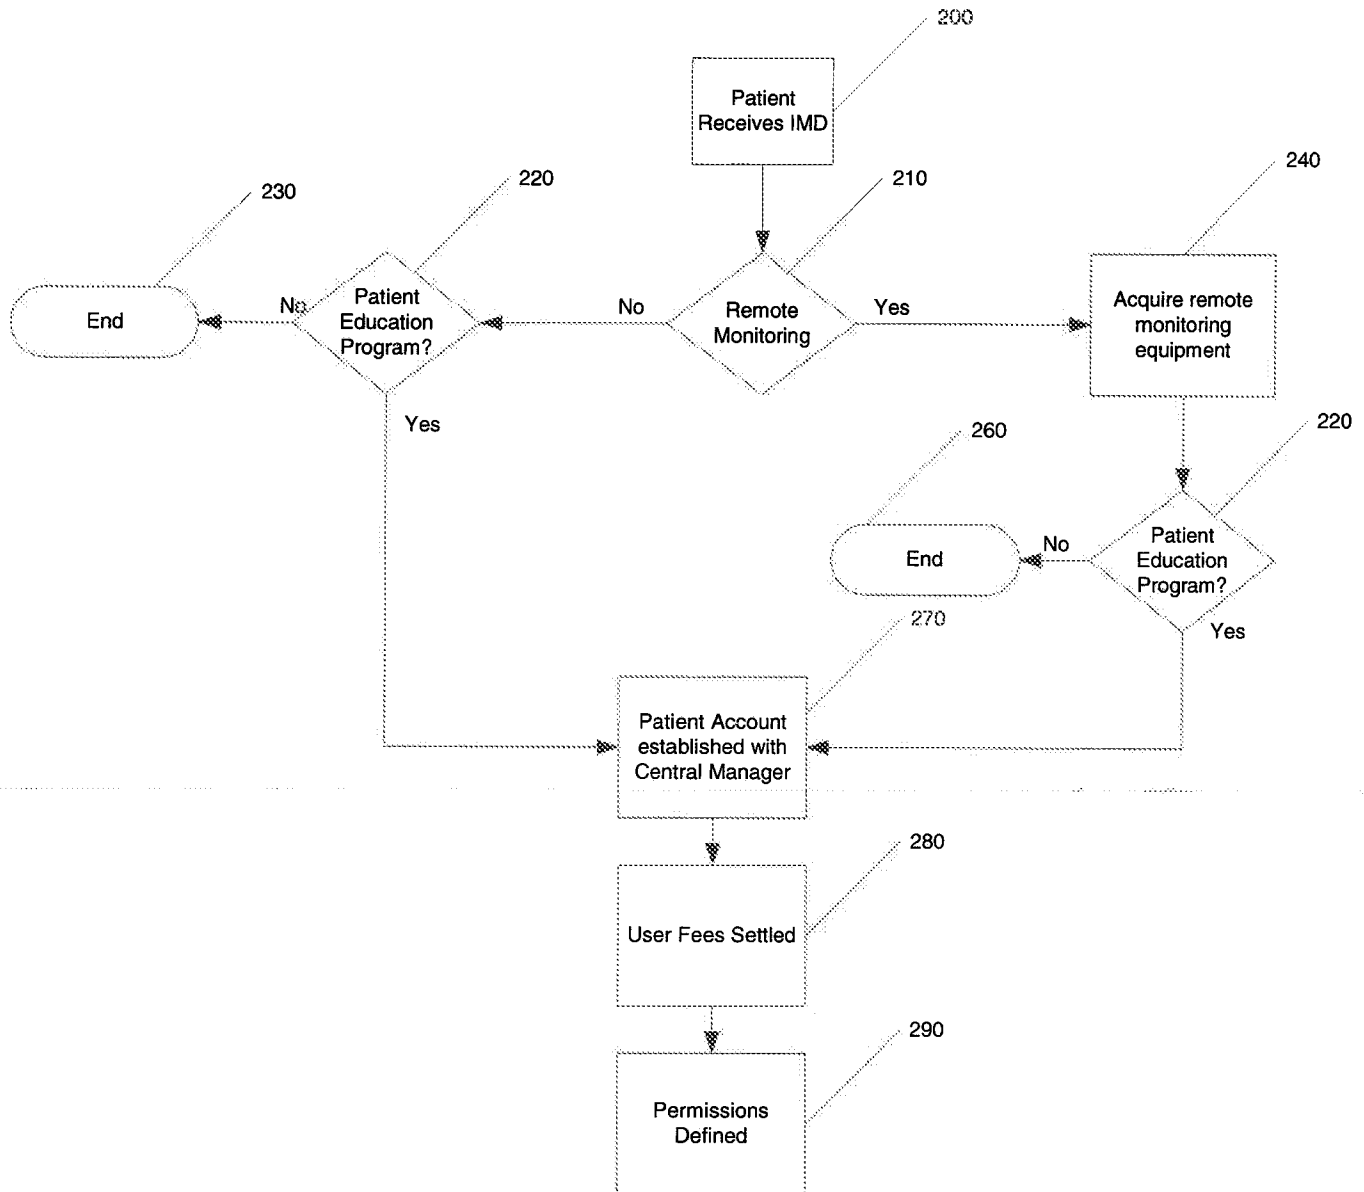 200
Patient
Receives IMD
240
230
220
210
End
No
Patient
Education
Program?
No
Remote
Monitoring
Yes
Acquire remote
monitoring
equipment
Yes
260
220
End
No
Patient
Education
Program?
Yes
270
Patient Account
established with
Central Manager
280
User Fees Settled
290
Permissions
Defined